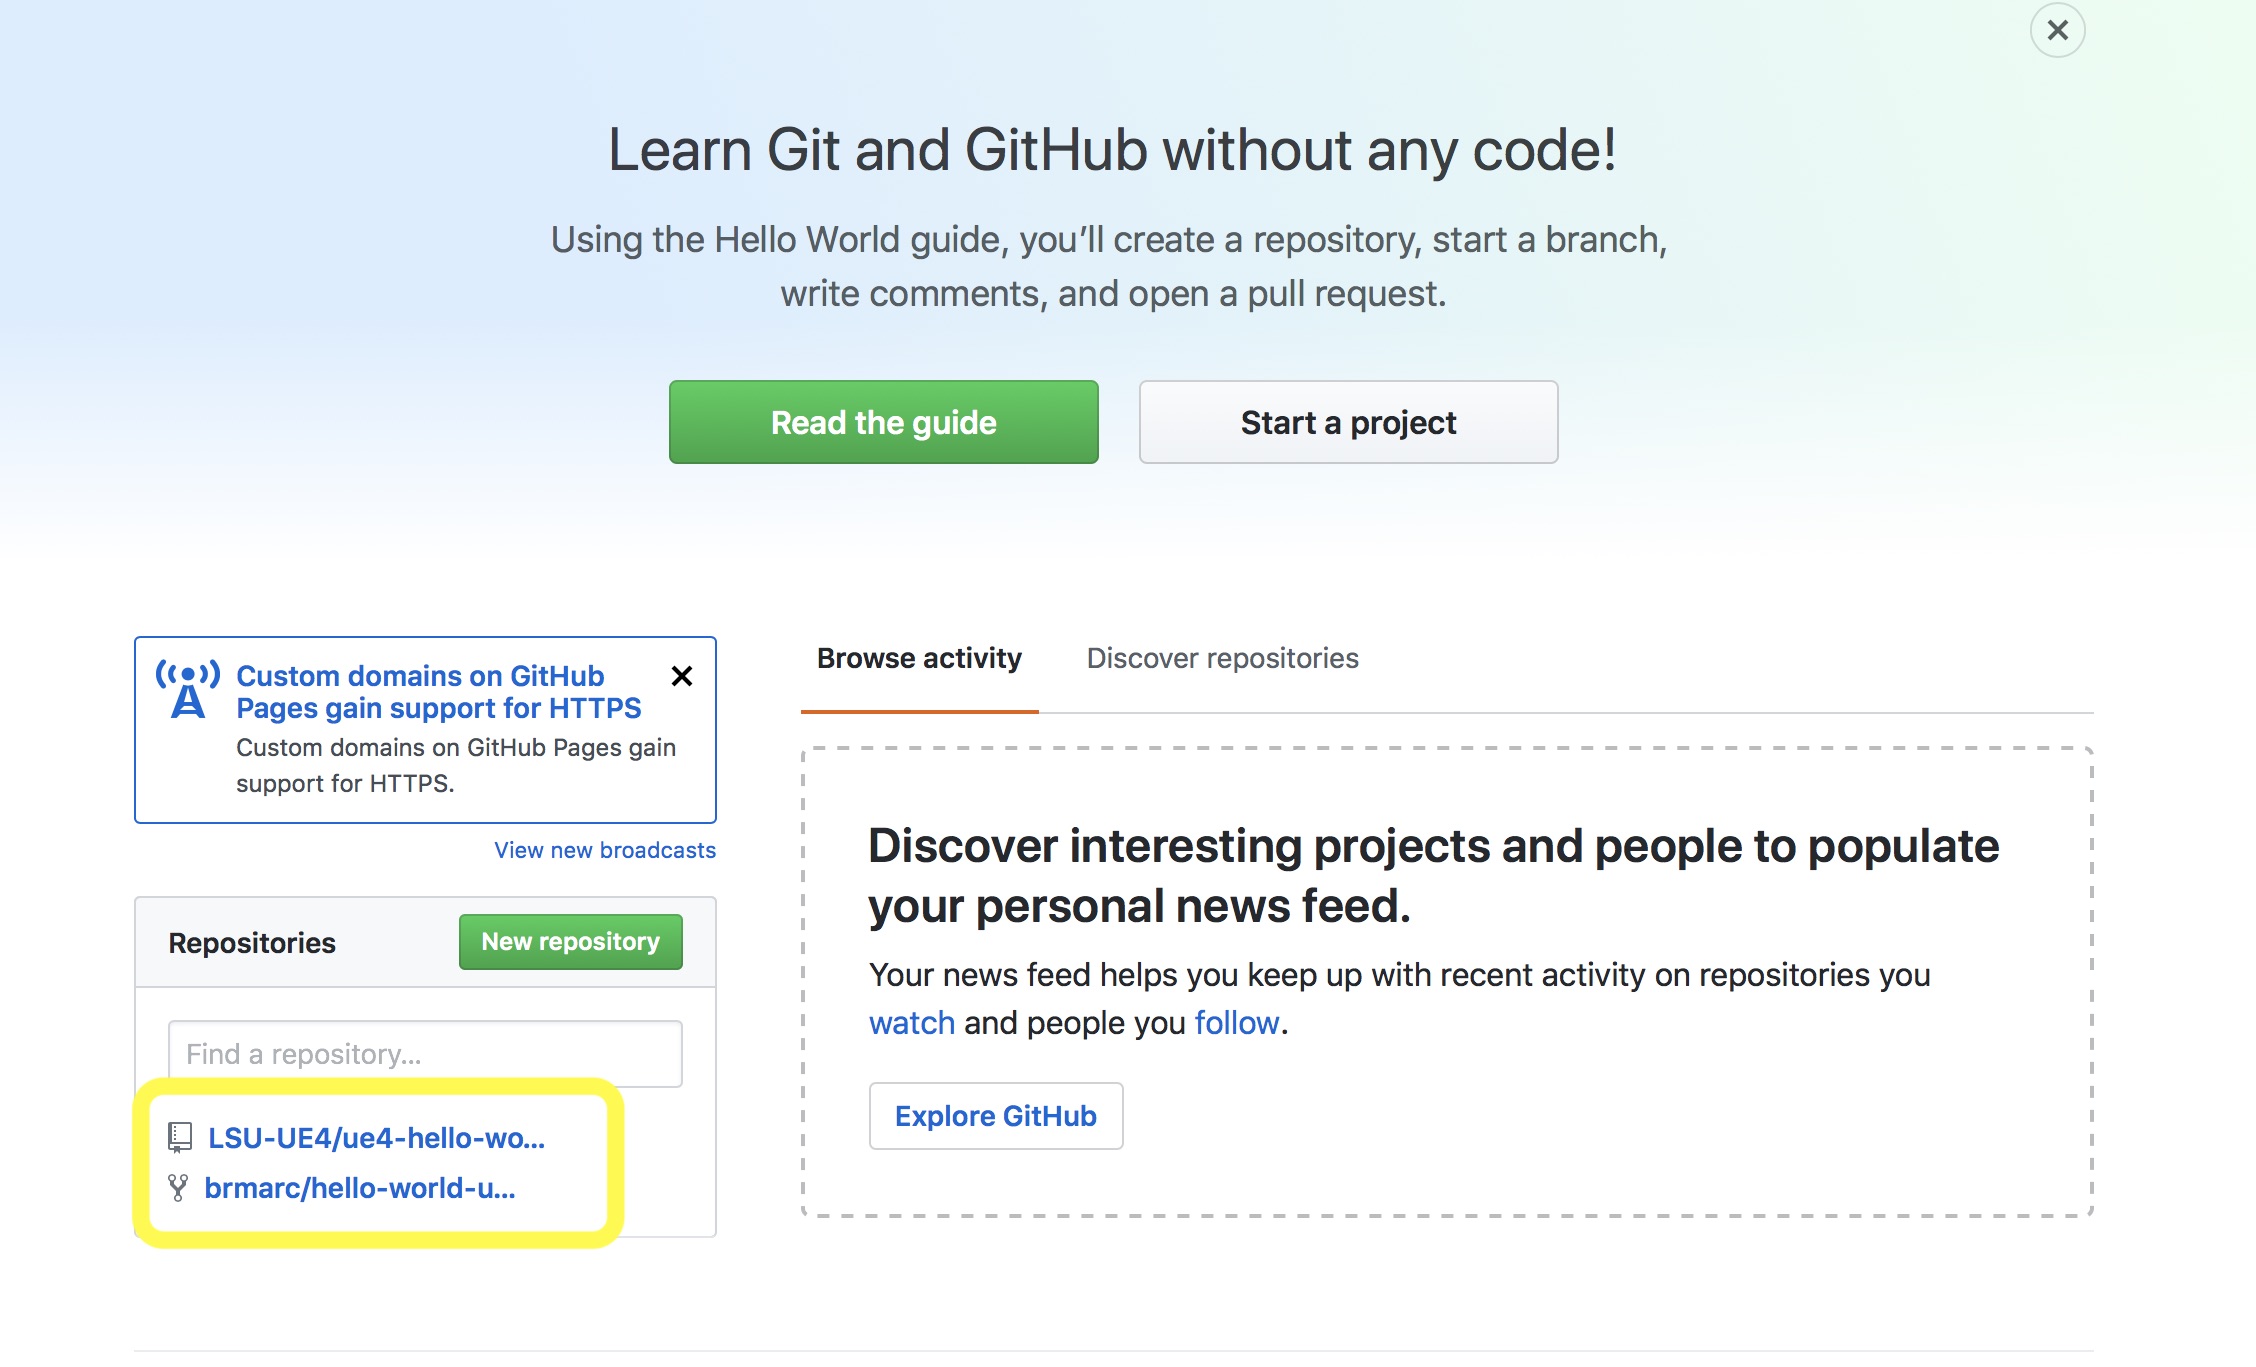 Learn Git and GitHub without any code!
Using the Hello World guide, you’ll create a repository, start a branch,
write comments, and open a pull request.
Read the guide
Start a project
Custom domains on GitHub
Pages gain support for HTTPS
Custom domains on GitHub Pages gain
support for HTTPS.
View new broadcasts
Repositories
New repository
Find a repository...
LSU-UE4/ue4-hello-wo...
brmarc/hello-world-u...
Browse activity
Discover repositories
Discover interesting projects and people to populate
your personal news feed.
Your news feed helps you keep up with recent activity on repositories you
watch and people you follow.
Explore GitHub